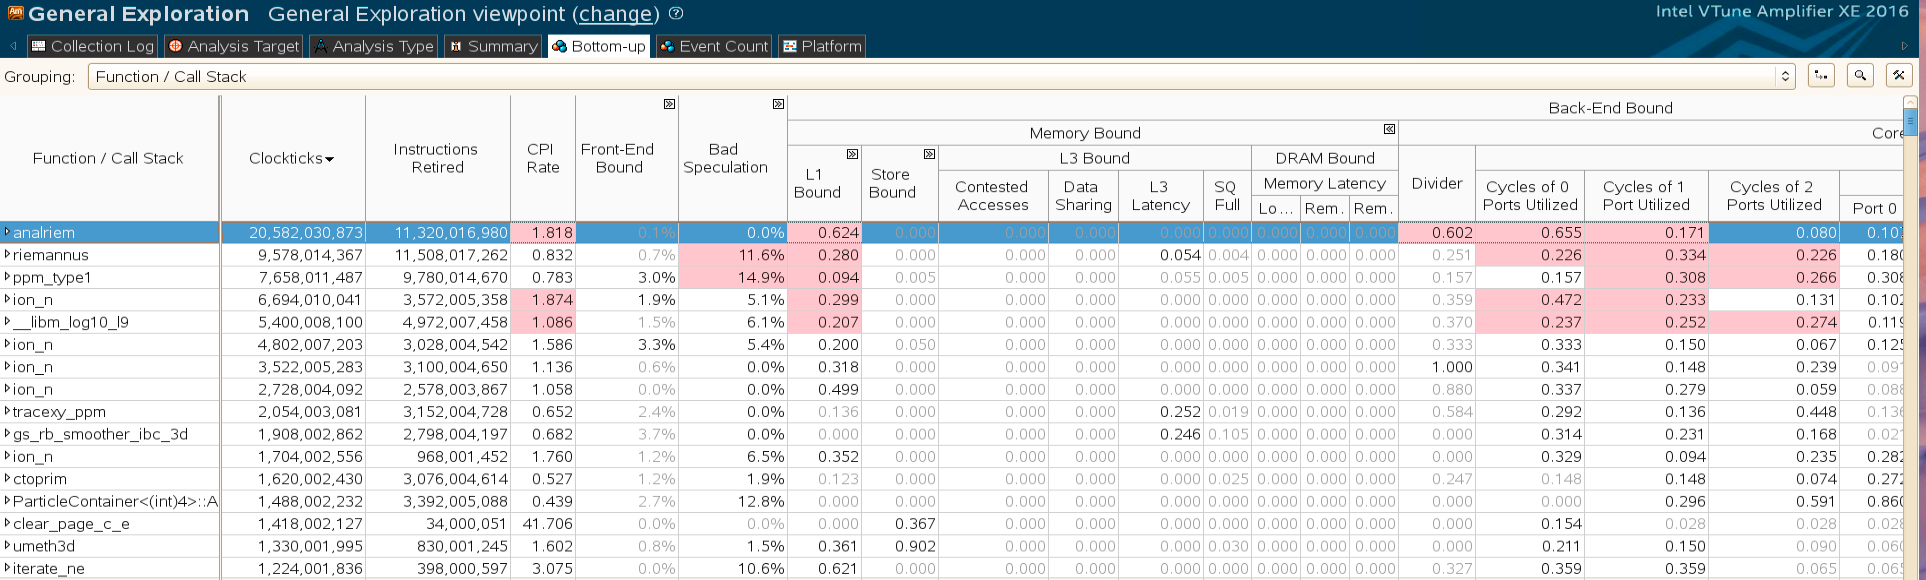 General Exploration General Exploration viewpoint (change) ? Intel VTune Amplifier XE 2016
Collection Log Analysis Target Analysis Type Summary Bottom-up Event Count Platform
Grouping: Function / Call Stack
Back-End Bound
Memory Bound Core
Function / Call Stack Clockticks Instructions Retired CPI Rate Front-End Bound Bad Speculation L1 Bound Store Bound L3 Bound DRAM Bound Divider
Contested Accesses Data Sharing L3 Latency SQ Full Memory Latency Cycles of 0 Ports Utilized Cycles of 1 Port Utilized Cycles of 2 Ports Utilized
Lo ... Rem. Rem. Port 0
analriem 20,582,030,873 11,320,016,980 1.818 0.1% 0.0% 0.624 0.000 0.000 0.000 0.000 0.000 0.000 0.000 0.000 0.602 0.655 0.171 0.080 0.107
riemannus 9,578,014,367 11,508,017,262 0.832 0.7% 11.6% 0.280 0.000 0.000 0.000 0.054 0.004 0.000 0.000 0.000 0.251 0.226 0.334 0.226 0.180
ppm_type1 7,658,011,487 9,780,014,670 0.783 3.0% 14.9% 0.094 0.005 0.000 0.000 0.055 0.005 0.000 0.000 0.000 0.157 0.157 0.308 0.266 0.308
ion_n 6,694,010,041 3,572,005,358 1.874 1.9% 5.1% 0.299 0.000 0.000 0.000 0.000 0.000 0.000 0.000 0.000 0.359 0.472 0.233 0.131 0.102
__libm_log10_l9 5,400,008,100 4,972,007,458 1.086 1.5% 6.1% 0.207 0.000 0.000 0.000 0.000 0.000 0.000 0.000 0.000 0.370 0.237 0.252 0.274 0.119
ion_n 4,802,007,203 3,028,004,542 1.586 3.3% 5.4% 0.200 0.050 0.000 0.000 0.000 0.000 0.000 0.000 0.000 0.333 0.333 0.150 0.067 0.125
ion_n 3,522,005,283 3,100,004,650 1.136 0.6% 0.0% 0.318 0.000 0.000 0.000 0.000 0.000 0.000 0.000 0.000 1.000 0.341 0.148 0.239 0.091
ion_n 2,728,004,092 2,578,003,867 1.058 0.0% 0.0% 0.499 0.000 0.000 0.000 0.000 0.000 0.000 0.000 0.000 0.880 0.337 0.279 0.059 0.088
tracexy_ppm 2,054,003,081 3,152,004,728 0.652 2.4% 0.0% 0.136 0.000 0.000 0.000 0.252 0.019 0.000 0.000 0.000 0.584 0.292 0.136 0.448 0.136
gs_rb_smoother_ibc_3d 1,908,002,862 2,798,004,197 0.682 3.7% 0.0% 0.000 0.000 0.000 0.000 0.246 0.105 0.000 0.000 0.000 0.000 0.314 0.231 0.168 0.021
ion_n 1,704,002,556 968,001,452 1.760 1.2% 6.5% 0.352 0.000 0.000 0.000 0.000 0.000 0.000 0.000 0.000 0.000 0.329 0.094 0.235 0.282
ctoprim 1,620,002,430 3,076,004,614 0.527 1.2% 1.9% 0.123 0.000 0.000 0.000 0.000 0.025 0.000 0.000 0.000 0.247 0.148 0.148 0.074 0.272
ParticleContainer<(int)4>::A 1,488,002,232 3,392,005,088 0.439 2.7% 12.8% 0.000 0.000 0.000 0.000 0.000 0.000 0.000 0.000 0.000 0.000 0.000 0.296 0.591 0.860
clear_page_c_e 1,418,002,127 34,000,051 41.706 0.0% 0.0% 0.000 0.367 0.000 0.000 0.000 0.000 0.000 0.000 0.000 0.000 0.154 0.028 0.028 0.028
umeth3d 1,330,001,995 830,001,245 1.602 0.8% 1.5% 0.361 0.902 0.000 0.000 0.000 0.030 0.000 0.000 0.000 0.000 0.211 0.150 0.090 0.060
iterate_ne 1,224,001,836 398,000,597 3.075 0.0% 10.6% 0.621 0.000 0.000 0.000 0.000 0.000 0.000 0.000 0.000 0.327 0.359 0.359 0.065 0.065